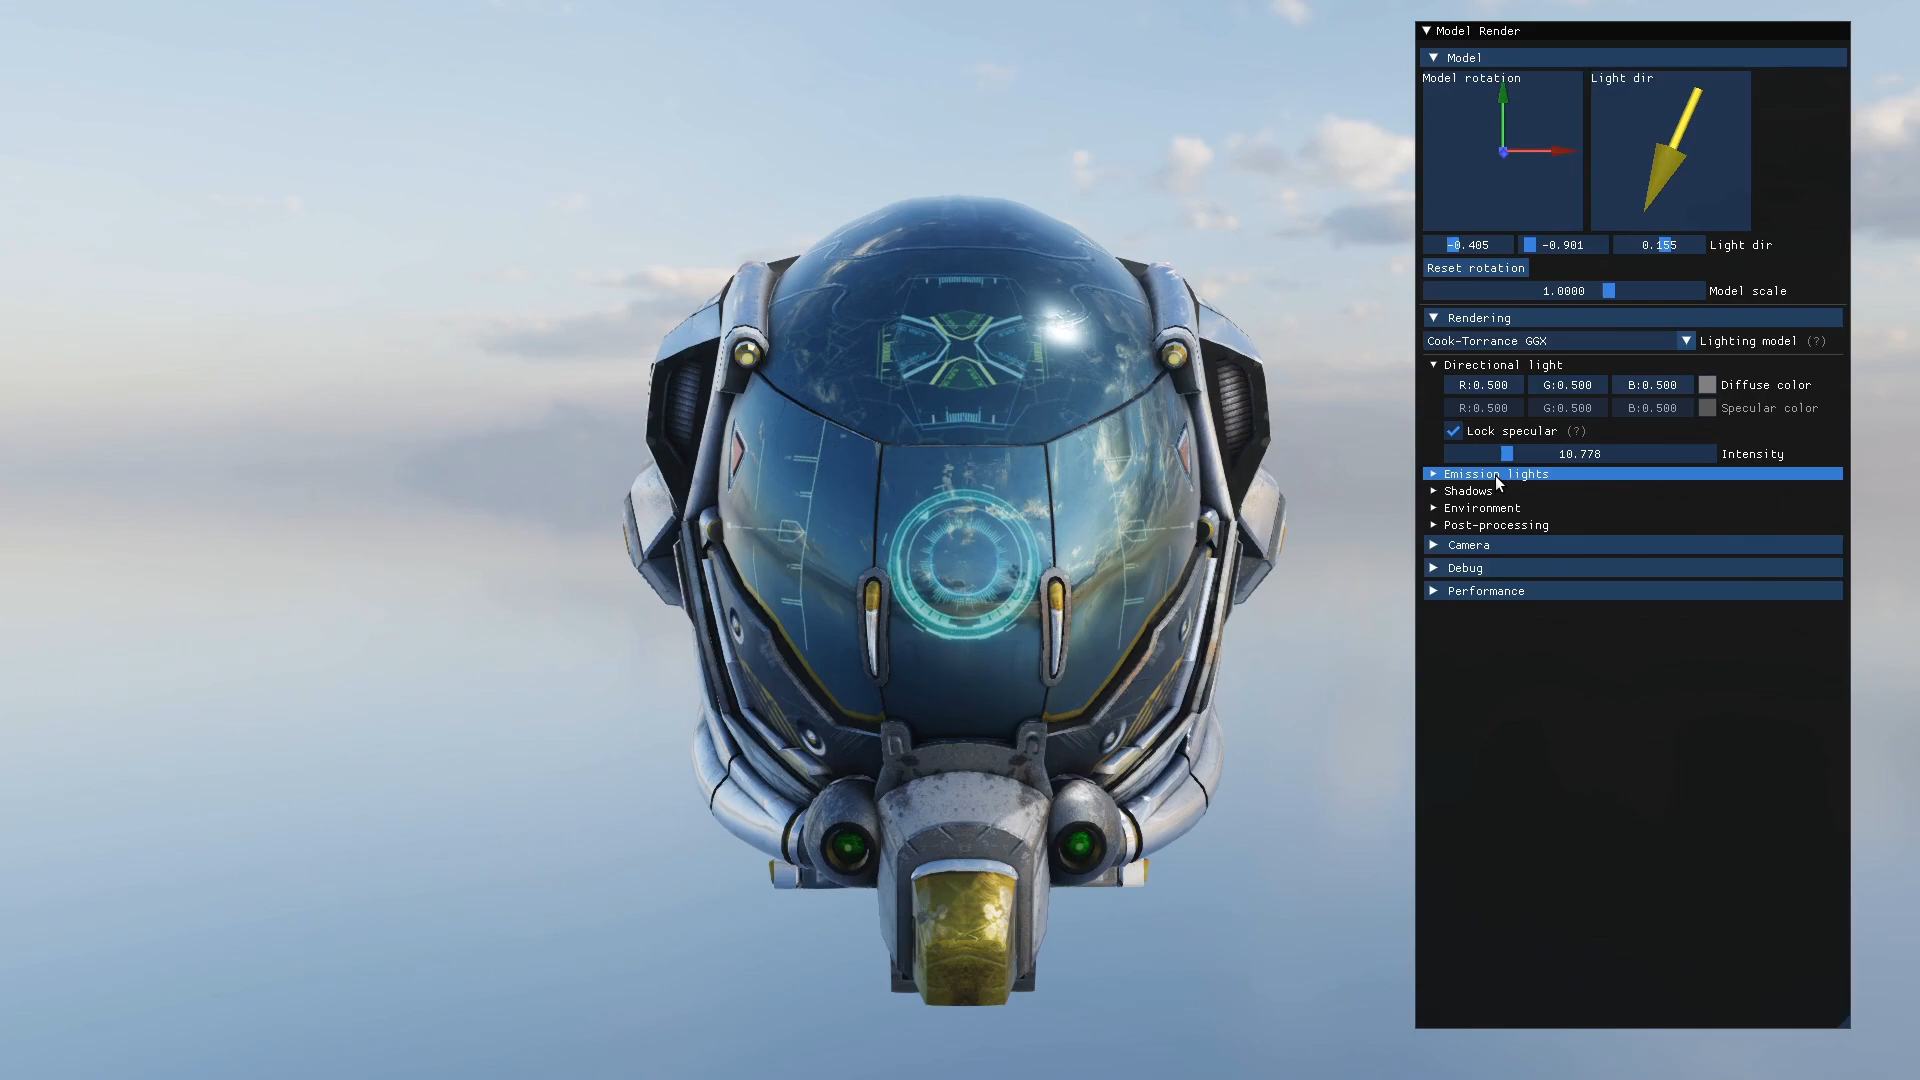 Model Render
Model
Model rotation Light dir
-0.405 -0.901 0.155 Light dir
Reset rotation
1.0000 Model scale
Rendering
Cook-Torrance GGX Lighting model (?)
Directional light
R:0.500 G:0.500 B:0.500 Diffuse color
R:0.500 G:0.500 B:0.500 Specular color
Lock specular (?)
10.778 Intensity
Emission lights
Shadows
Environment
Post-processing
Camera
Debug
Performance